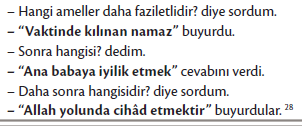 – Hangi ameller daha faziletlidir? diye sordum.
– “Vaktinde kılınan namaz” buyurdu.
– Sonra hangisi? dedim.
– “Ana babaya iyilik etmek” cevabını verdi.
– Daha sonra hangisidir? diye sordum.
– “Allah yolunda cihâd etmektir” buyurdular. 28